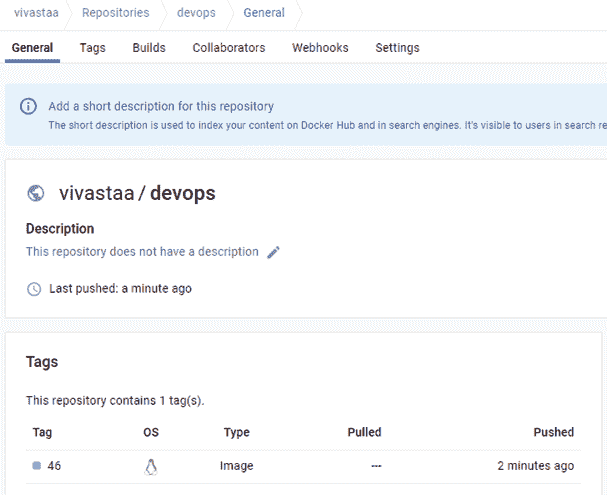 vivastaa Repositories devops General
General Tags Builds Collaborators Webhooks Settings
Add a short description for this repository
The short description is used to index your content on Docker Hub and in search engines. It's visible to users in search re
vivastaa / devops
Description
This repository does not have a description
Last pushed: a minute ago
Tags
This repository contains 1 tag(s).
Tag OS Type Pulled Pushed
46 Image --- 2 minutes ago